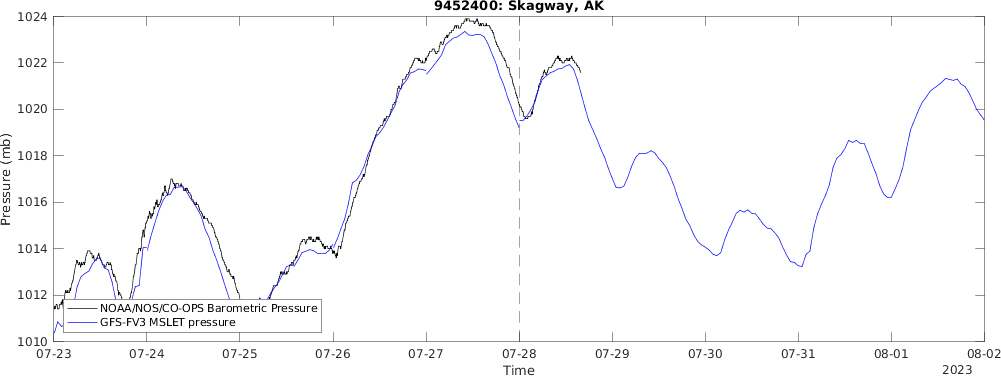 9452400: Skagway, AK
Pressure (mb)
1024
1022
1020
1018
1016
1014
1012
1010
NOAA/NOS/CO-OPS Barometric Pressure
GFS-FV3 MSLET pressure
07-23 07-24 07-25 07-26 07-27 07-28 07-29 07-30 07-31 08-01 08-02
Time
2023